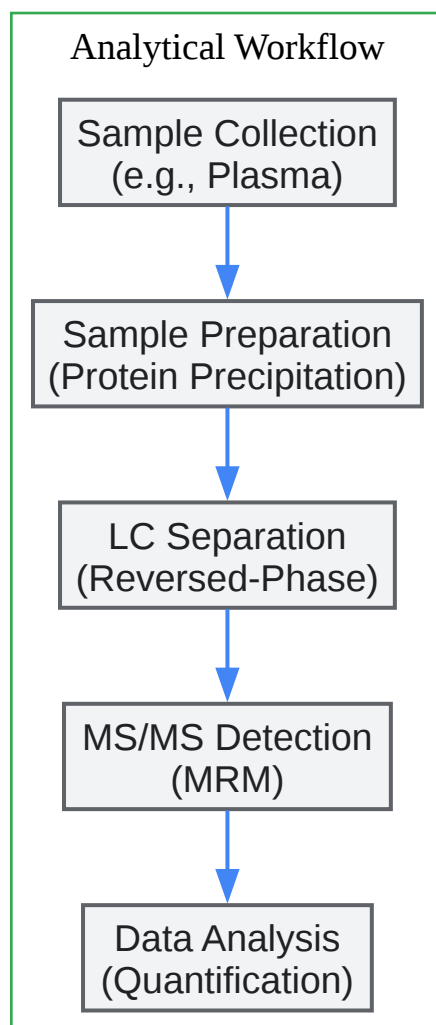 Analytical Workflow
Sample Collection
(e.g., Plasma)
Sample Preparation
(Protein Precipitation)
LC Separation
(Reversed-Phase)
MS/MS Detection
(MRM)
Data Analysis
(Quantification)